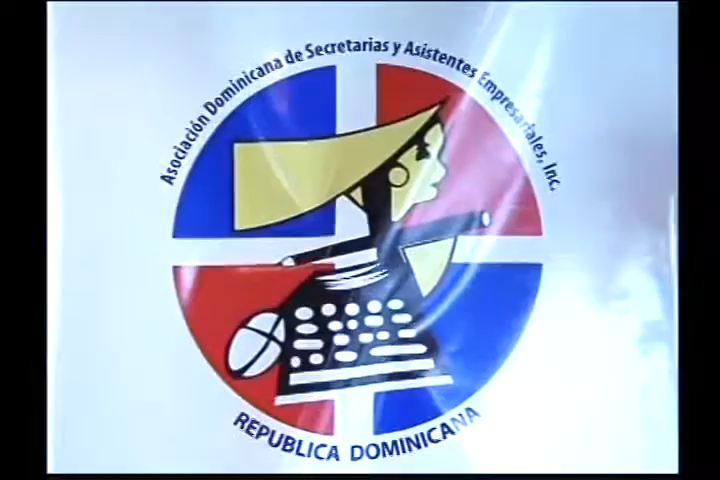 Asociación Dominicana de Secretarias y Asistentes Empresariales, Inc.
REPUBLICA DOMINICANA